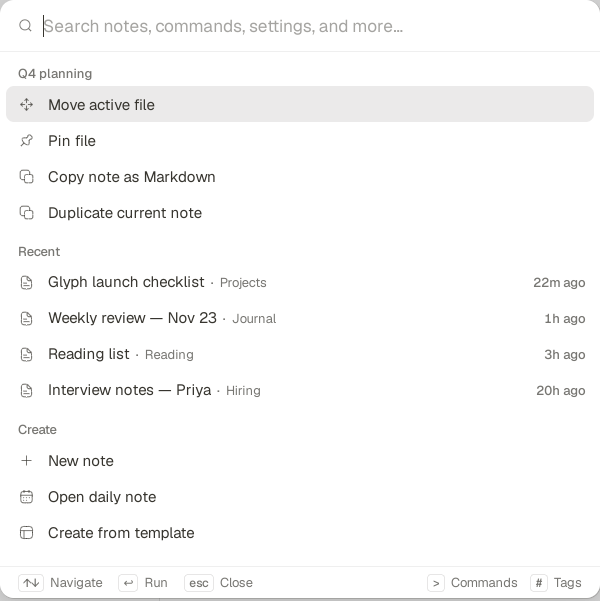 Search notes, commands, settings, and more...
Q4 planning
Move active file
Pin file
Copy note as Markdown
Duplicate current note
Recent
Glyph launch checklist · Projects 22m ago
Weekly review — Nov 23 · Journal 1h ago
Reading list · Reading 3h ago
Interview notes — Priya · Hiring 20h ago
Create
New note
Open daily note
Create from template
↑↓ Navigate ↩ Run esc Close > Commands # Tags